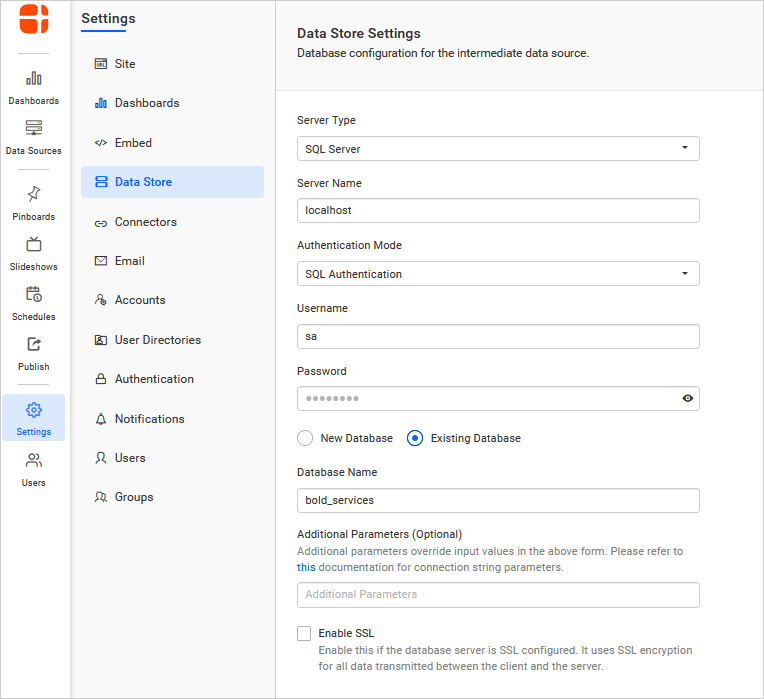 Dashboards
Data Sources
Pinboards
Slideshows
Schedules
Publish
Settings
Users
Settings
URL
Site
Dashboards
Embed
Data Store
Connectors
Email
Accounts
User Directories
Authentication
Notifications
Users
Groups
Data Store Settings
Database configuration for the intermediate data source.
Server Type
SQL Server
Server Name
localhost
Authentication Mode
SQL Authentication
Username
sa
Password
••••••••
New Database Existing Database
Database Name
bold_services
Additional Parameters (Optional)
Additional parameters override input values in the above form. Please refer to
this documentation for connection string parameters.
Additional Parameters
Enable SSL
Enable this if the database server is SSL configured. It uses SSL encryption
for all data transmitted between the client and the server.